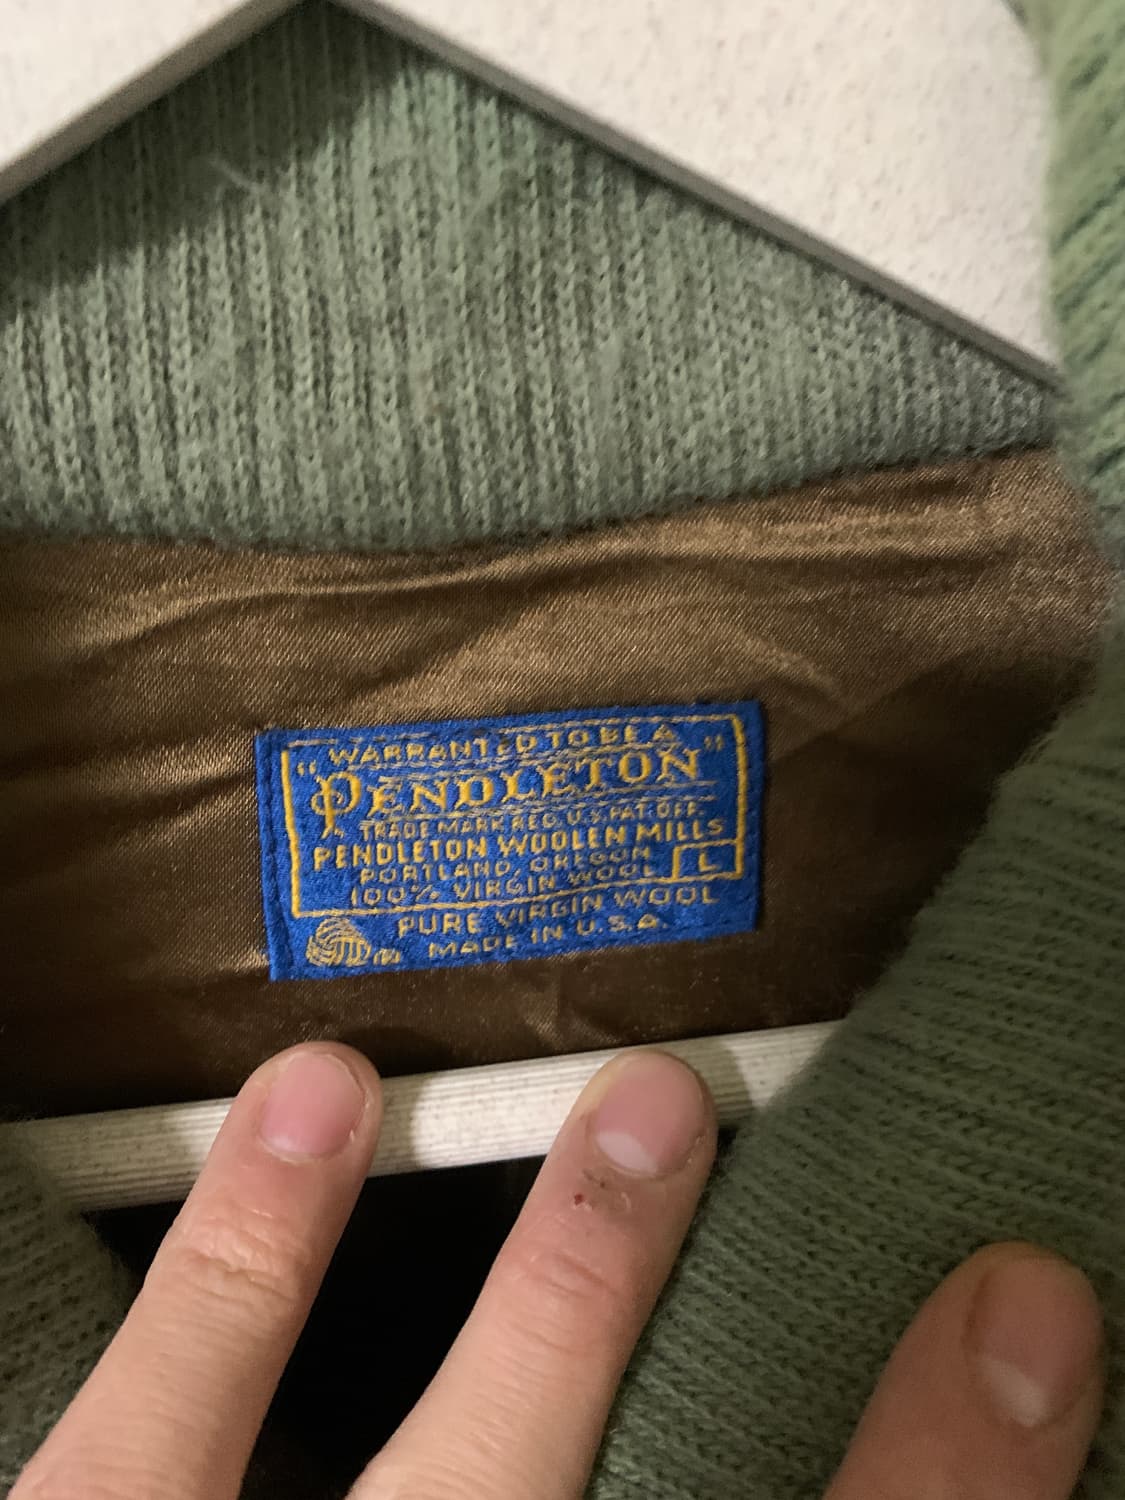 "WARRANTED TO BE A"
PENDLETON
TRADE MARK REG. U.S. PAT. OFF.
PENDLETON WOOLEN MILLS
PORTLAND, OREGON
100% VIRGIN WOOL L
PURE VIRGIN WOOL
MADE IN U.S.A.